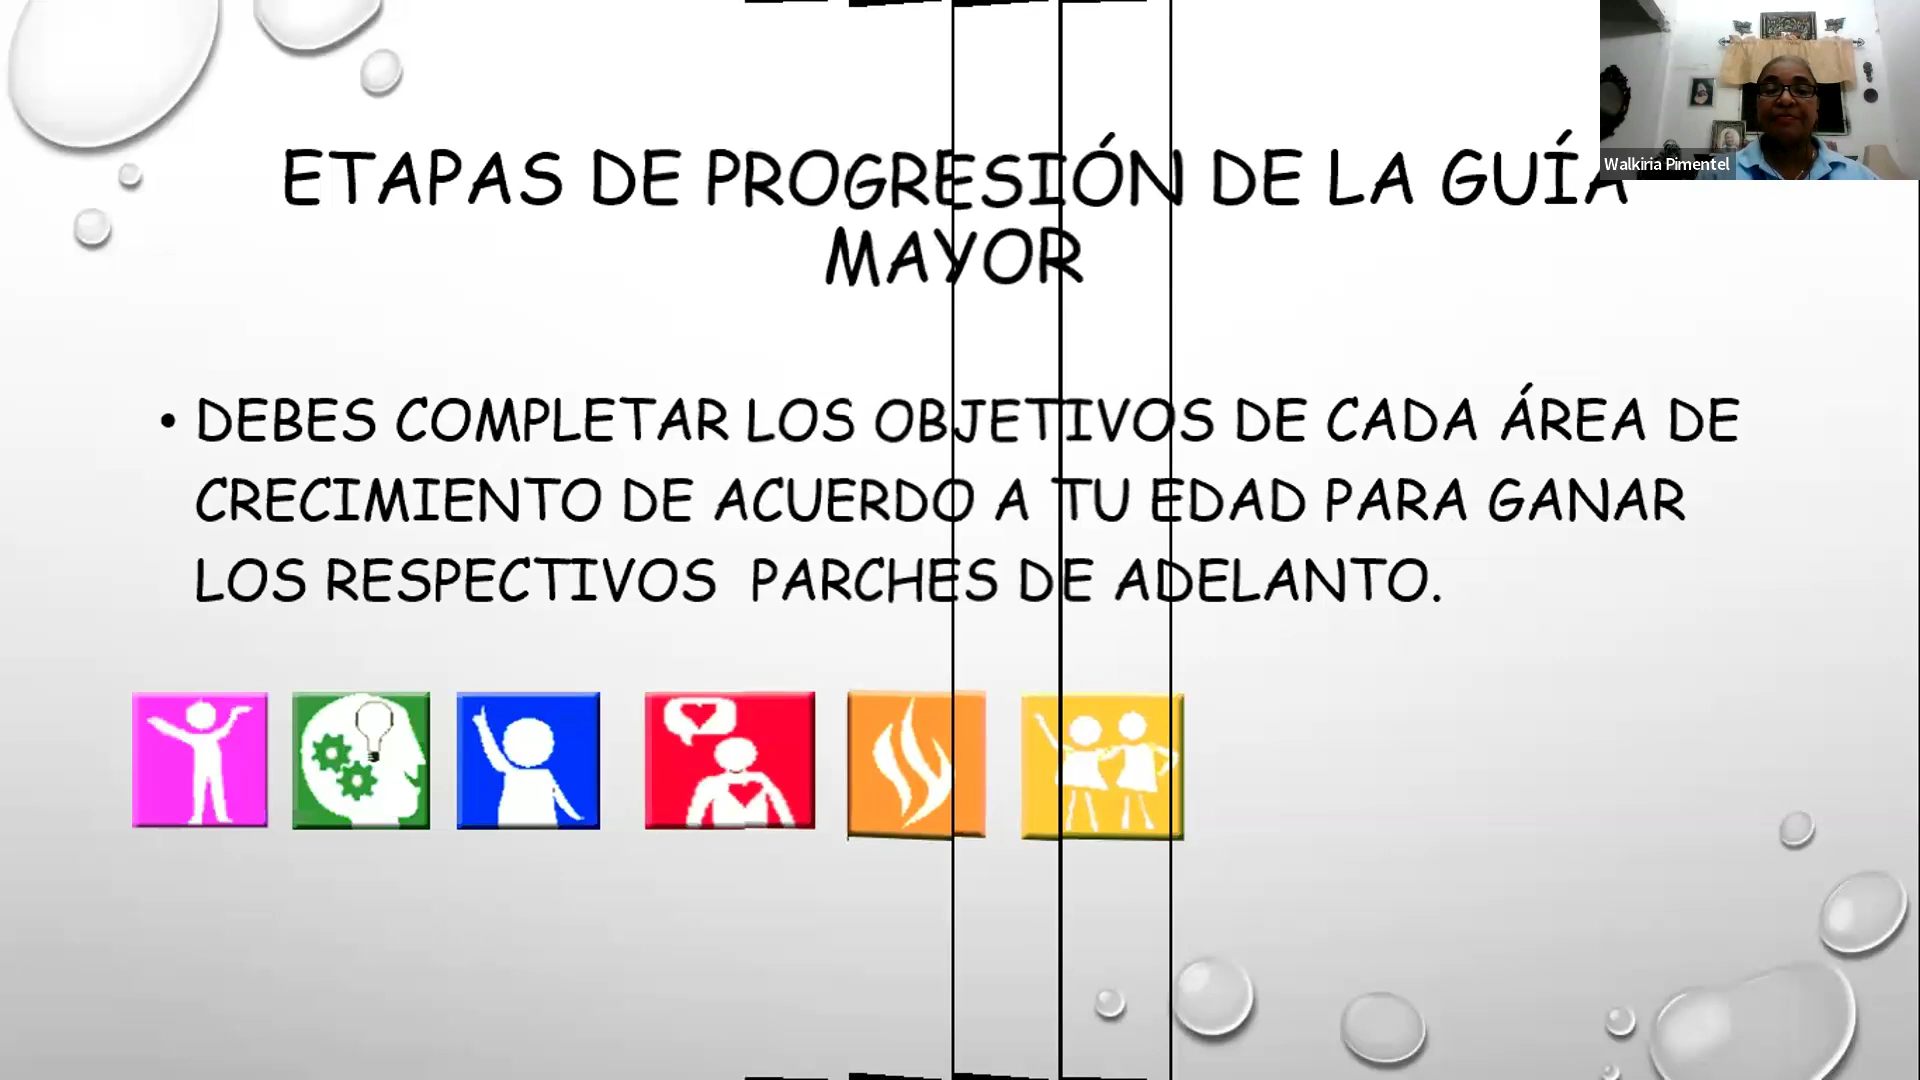 ETAPAS DE PROGRESIÓN DE LA GUÍA
MAYOR
Walkiria Pimentel
• DEBES COMPLETAR LOS OBJETIVOS DE CADA ÁREA DE
CRECIMIENTO DE ACUERDO A TU EDAD PARA GANAR
LOS RESPECTIVOS PARCHES DE ADELANTO.